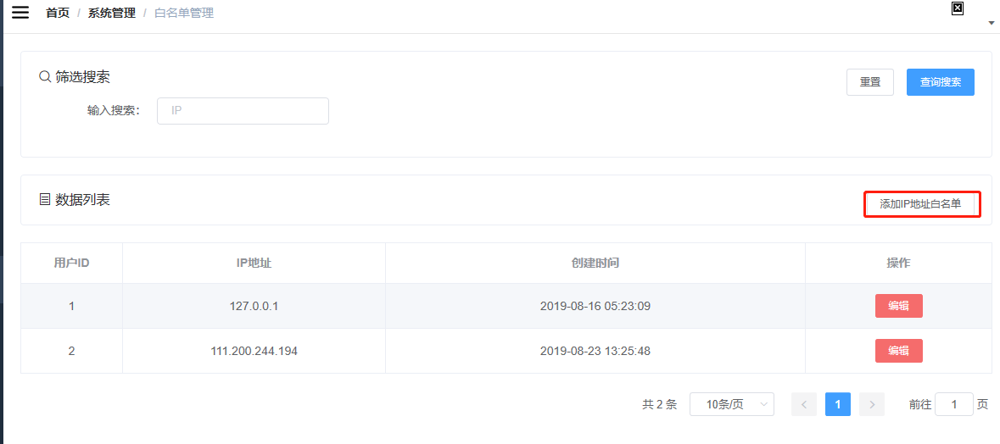 首页 / 系统管理 / 白名单管理
筛选搜索
重置 查询搜索
输入搜索： IP
数据列表
添加IP地址白名单
用户ID IP地址 创建时间 操作
1 127.0.0.1 2019-08-16 05:23:09 编辑
2 111.200.244.194 2019-08-23 13:25:48 编辑
共 2 条 10条/页 < 1 > 前往 1 页